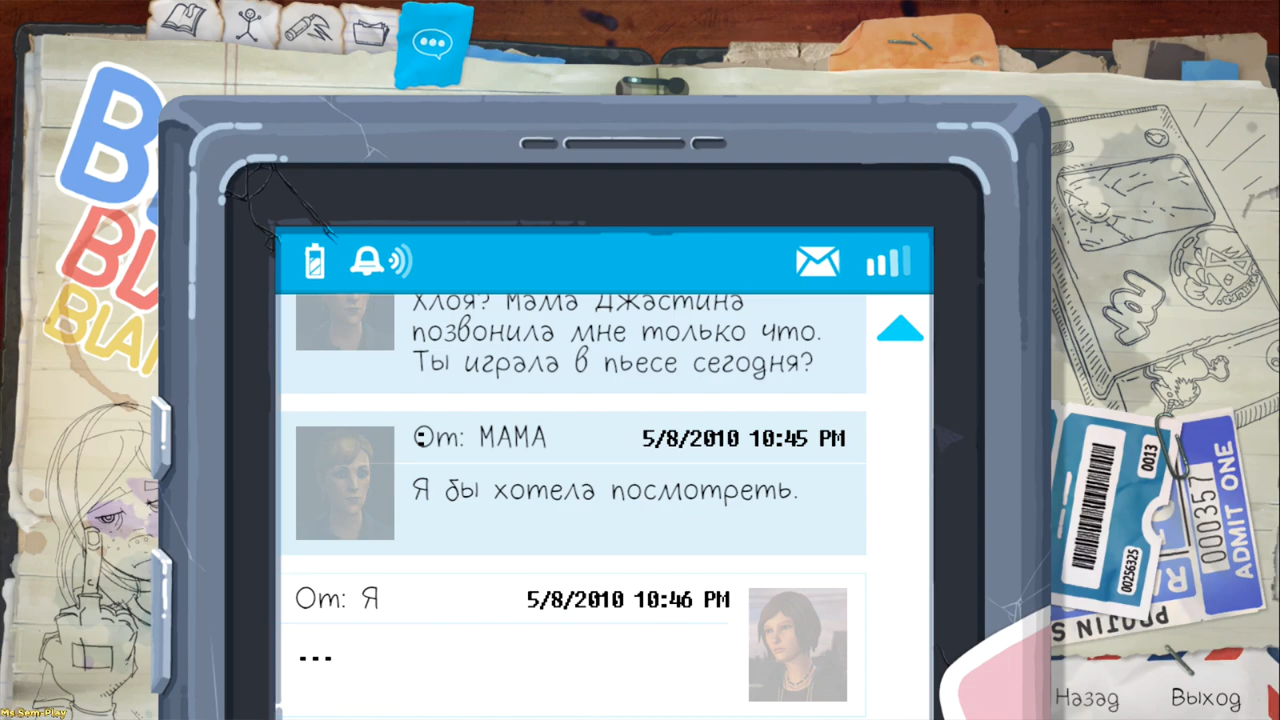 Хлоя? Мама Джастина
позвонила мне только что.
Ты играла в пьесе сегодня?
От: МАМА 5/8/2010 10:45 PM
Я бы хотела посмотреть.
От: Я 5/8/2010 10:46 PM
...
0013
00256325
000357
ADMIT ONE
Назад Выход